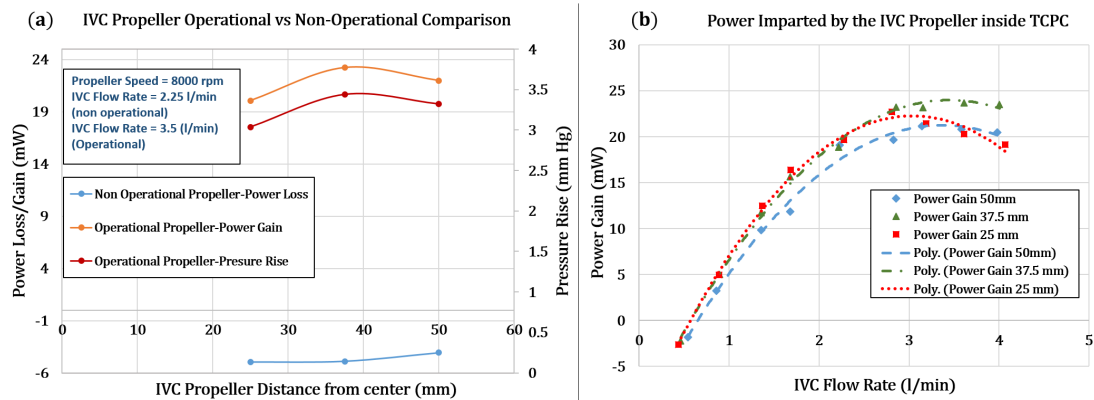 (a)
IVC Propeller Operational vs Non-Operational Comparison
24
19
14
9
4
-1
-6
Power Loss/Gain (mW)
Propeller Speed = 8000 rpm
IVC Flow Rate = 2.25 l/min
(non operational)
IVC Flow Rate = 3.5 (l/min)
(Operational)
Non Operational Propeller-Power Loss
Operational Propeller-Power Gain
Operational Propeller-Presure Rise
4
3.5
3
2.5
2
1.5
1
0.5
0
Pressure Rise (mm Hg)
0 10 20 30 40 50 60
IVC Propeller Distance from center (mm)
(b)
Power Imparted by the IVC Propeller inside TCPC
30
25
20
15
10
5
0
-5
Power Gain (mW)
Power Gain 50mm
Power Gain 37.5 mm
Power Gain 25 mm
Poly. (Power Gain 50mm)
Poly. (Power Gain 37.5 mm)
Poly. (Power Gain 25 mm)
0 1 2 3 4 5
IVC Flow Rate (l/min)